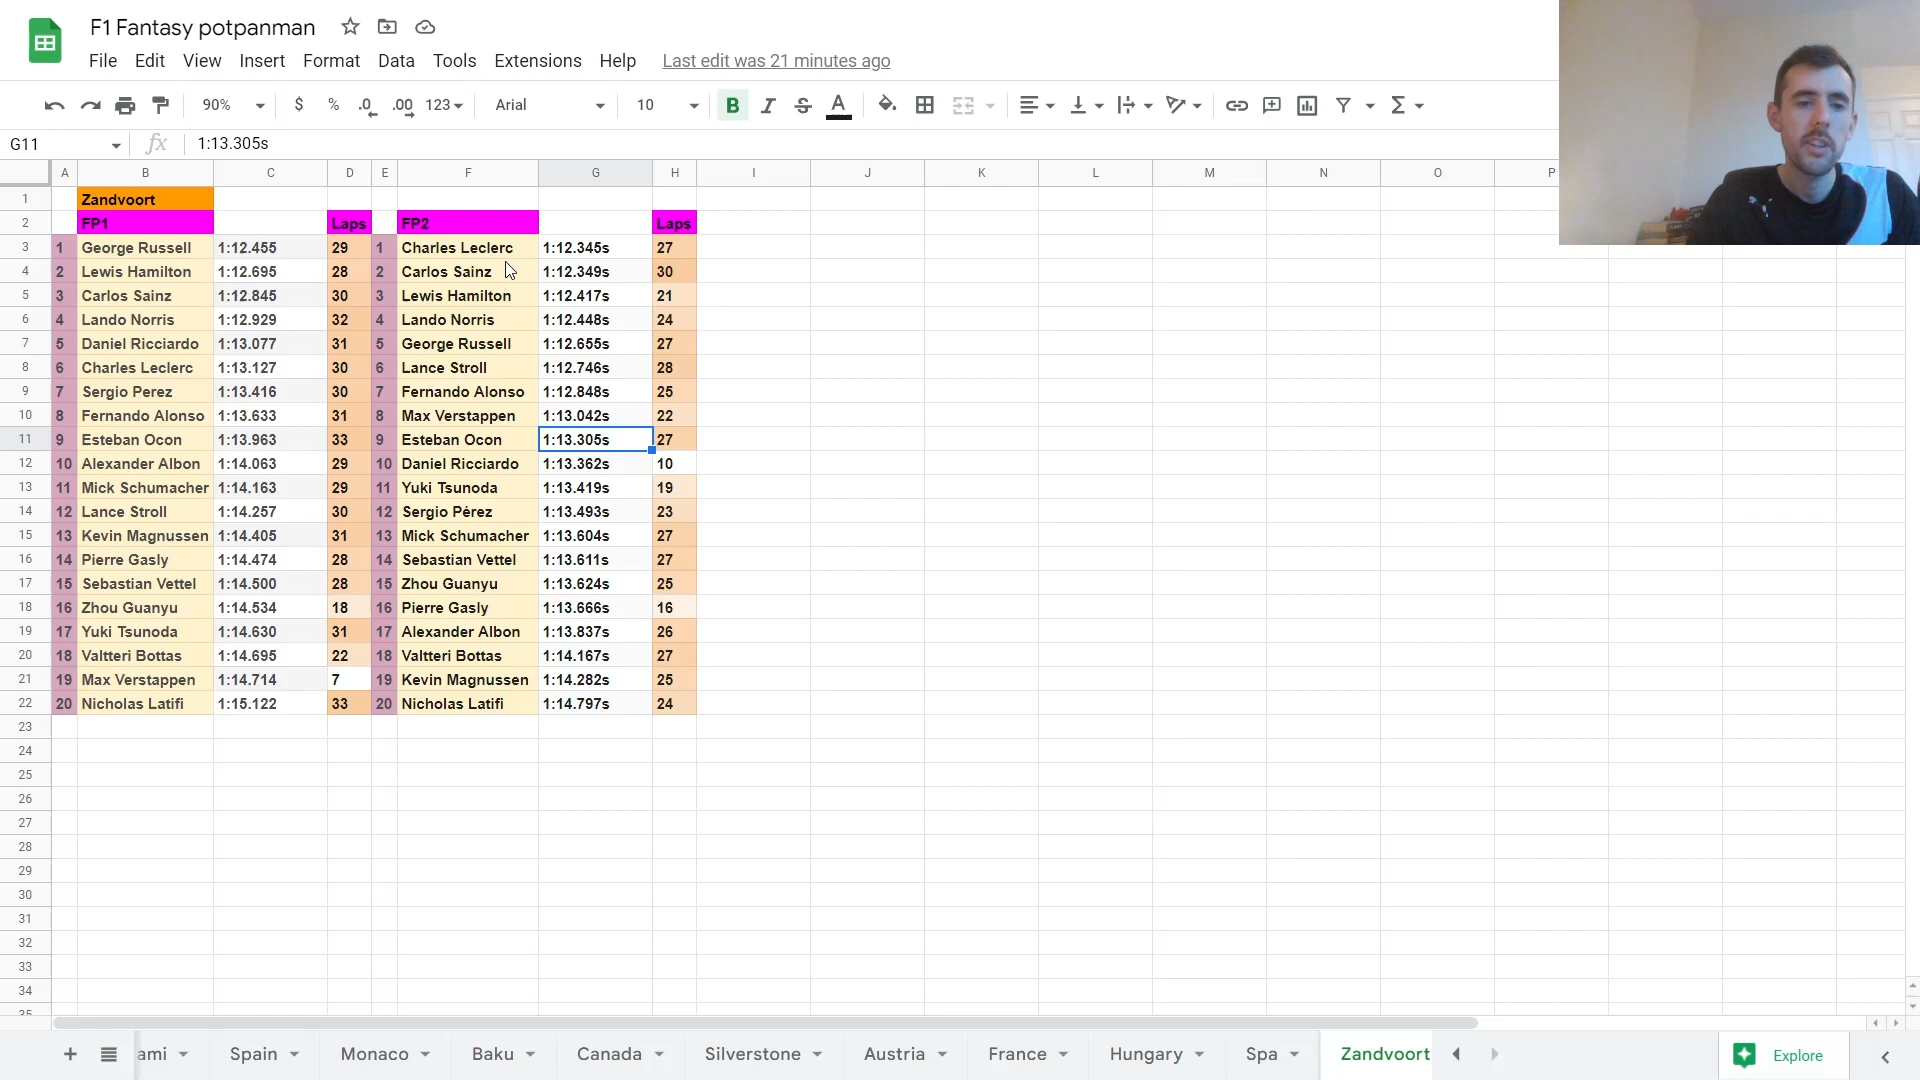 F1 Fantasy potpanman
File Edit View Insert Format Data Tools Extensions Help Last edit was 21 minutes ago
90% $ % .0 .00 123 Arial 10 B I S A
G11 fx 1:13.305s
A B C D E F G H I J K L M N O P
1 Zandvoort
2 FP1 Laps FP2 Laps
3 1 George Russell 1:12.455 29 1 Charles Leclerc 1:12.345s 27
4 2 Lewis Hamilton 1:12.695 28 2 Carlos Sainz 1:12.349s 30
5 3 Carlos Sainz 1:12.845 30 3 Lewis Hamilton 1:12.417s 21
6 4 Lando Norris 1:12.929 32 4 Lando Norris 1:12.448s 24
7 5 Daniel Ricciardo 1:13.077 31 5 George Russell 1:12.655s 27
8 6 Charles Leclerc 1:13.127 30 6 Lance Stroll 1:12.746s 28
9 7 Sergio Perez 1:13.416 30 7 Fernando Alonso 1:12.848s 25
10 8 Fernando Alonso 1:13.633 31 8 Max Verstappen 1:13.042s 22
11 9 Esteban Ocon 1:13.963 33 9 Esteban Ocon 1:13.305s 27
12 10 Alexander Albon 1:14.063 29 10 Daniel Ricciardo 1:13.362s 10
13 11 Mick Schumacher 1:14.163 29 11 Yuki Tsunoda 1:13.419s 19
14 12 Lance Stroll 1:14.257 30 12 Sergio Pérez 1:13.493s 23
15 13 Kevin Magnussen 1:14.405 31 13 Mick Schumacher 1:13.604s 27
16 14 Pierre Gasly 1:14.474 28 14 Sebastian Vettel 1:13.611s 27
17 15 Sebastian Vettel 1:14.500 28 15 Zhou Guanyu 1:13.624s 25
18 16 Zhou Guanyu 1:14.534 18 16 Pierre Gasly 1:13.666s 16
19 17 Yuki Tsunoda 1:14.630 31 17 Alexander Albon 1:13.837s 26
20 18 Valtteri Bottas 1:14.695 22 18 Valtteri Bottas 1:14.167s 27
21 19 Max Verstappen 1:14.714 7 19 Kevin Magnussen 1:14.282s 25
22 20 Nicholas Latifi 1:15.122 33 20 Nicholas Latifi 1:14.797s 24
23
24
25
26
27
28
29
30
31
32
33
34
35
ami Spain Monaco Baku Canada Silverstone Austria France Hungary Spa Zandvoort Explore